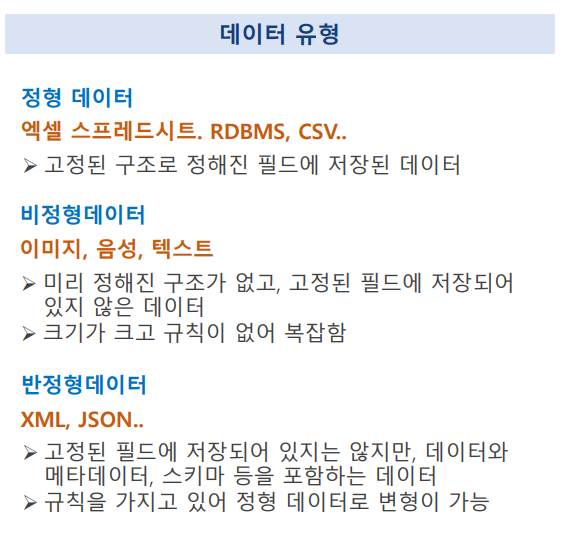 데이터 유형
정형 데이터
엑셀 스프레드시트. RDBMS, CSV..
➢ 고정된 구조로 정해진 필드에 저장된 데이터
비정형데이터
이미지, 음성, 텍스트
➢ 미리 정해진 구조가 없고, 고정된 필드에 저장되어
있지 않은 데이터
➢ 크기가 크고 규칙이 없어 복잡함
반정형데이터
XML, JSON..
➢ 고정된 필드에 저장되어 있지는 않지만, 데이터와
메타데이터, 스키마 등을 포함하는 데이터
➢ 규칙을 가지고 있어 정형 데이터로 변형이 가능